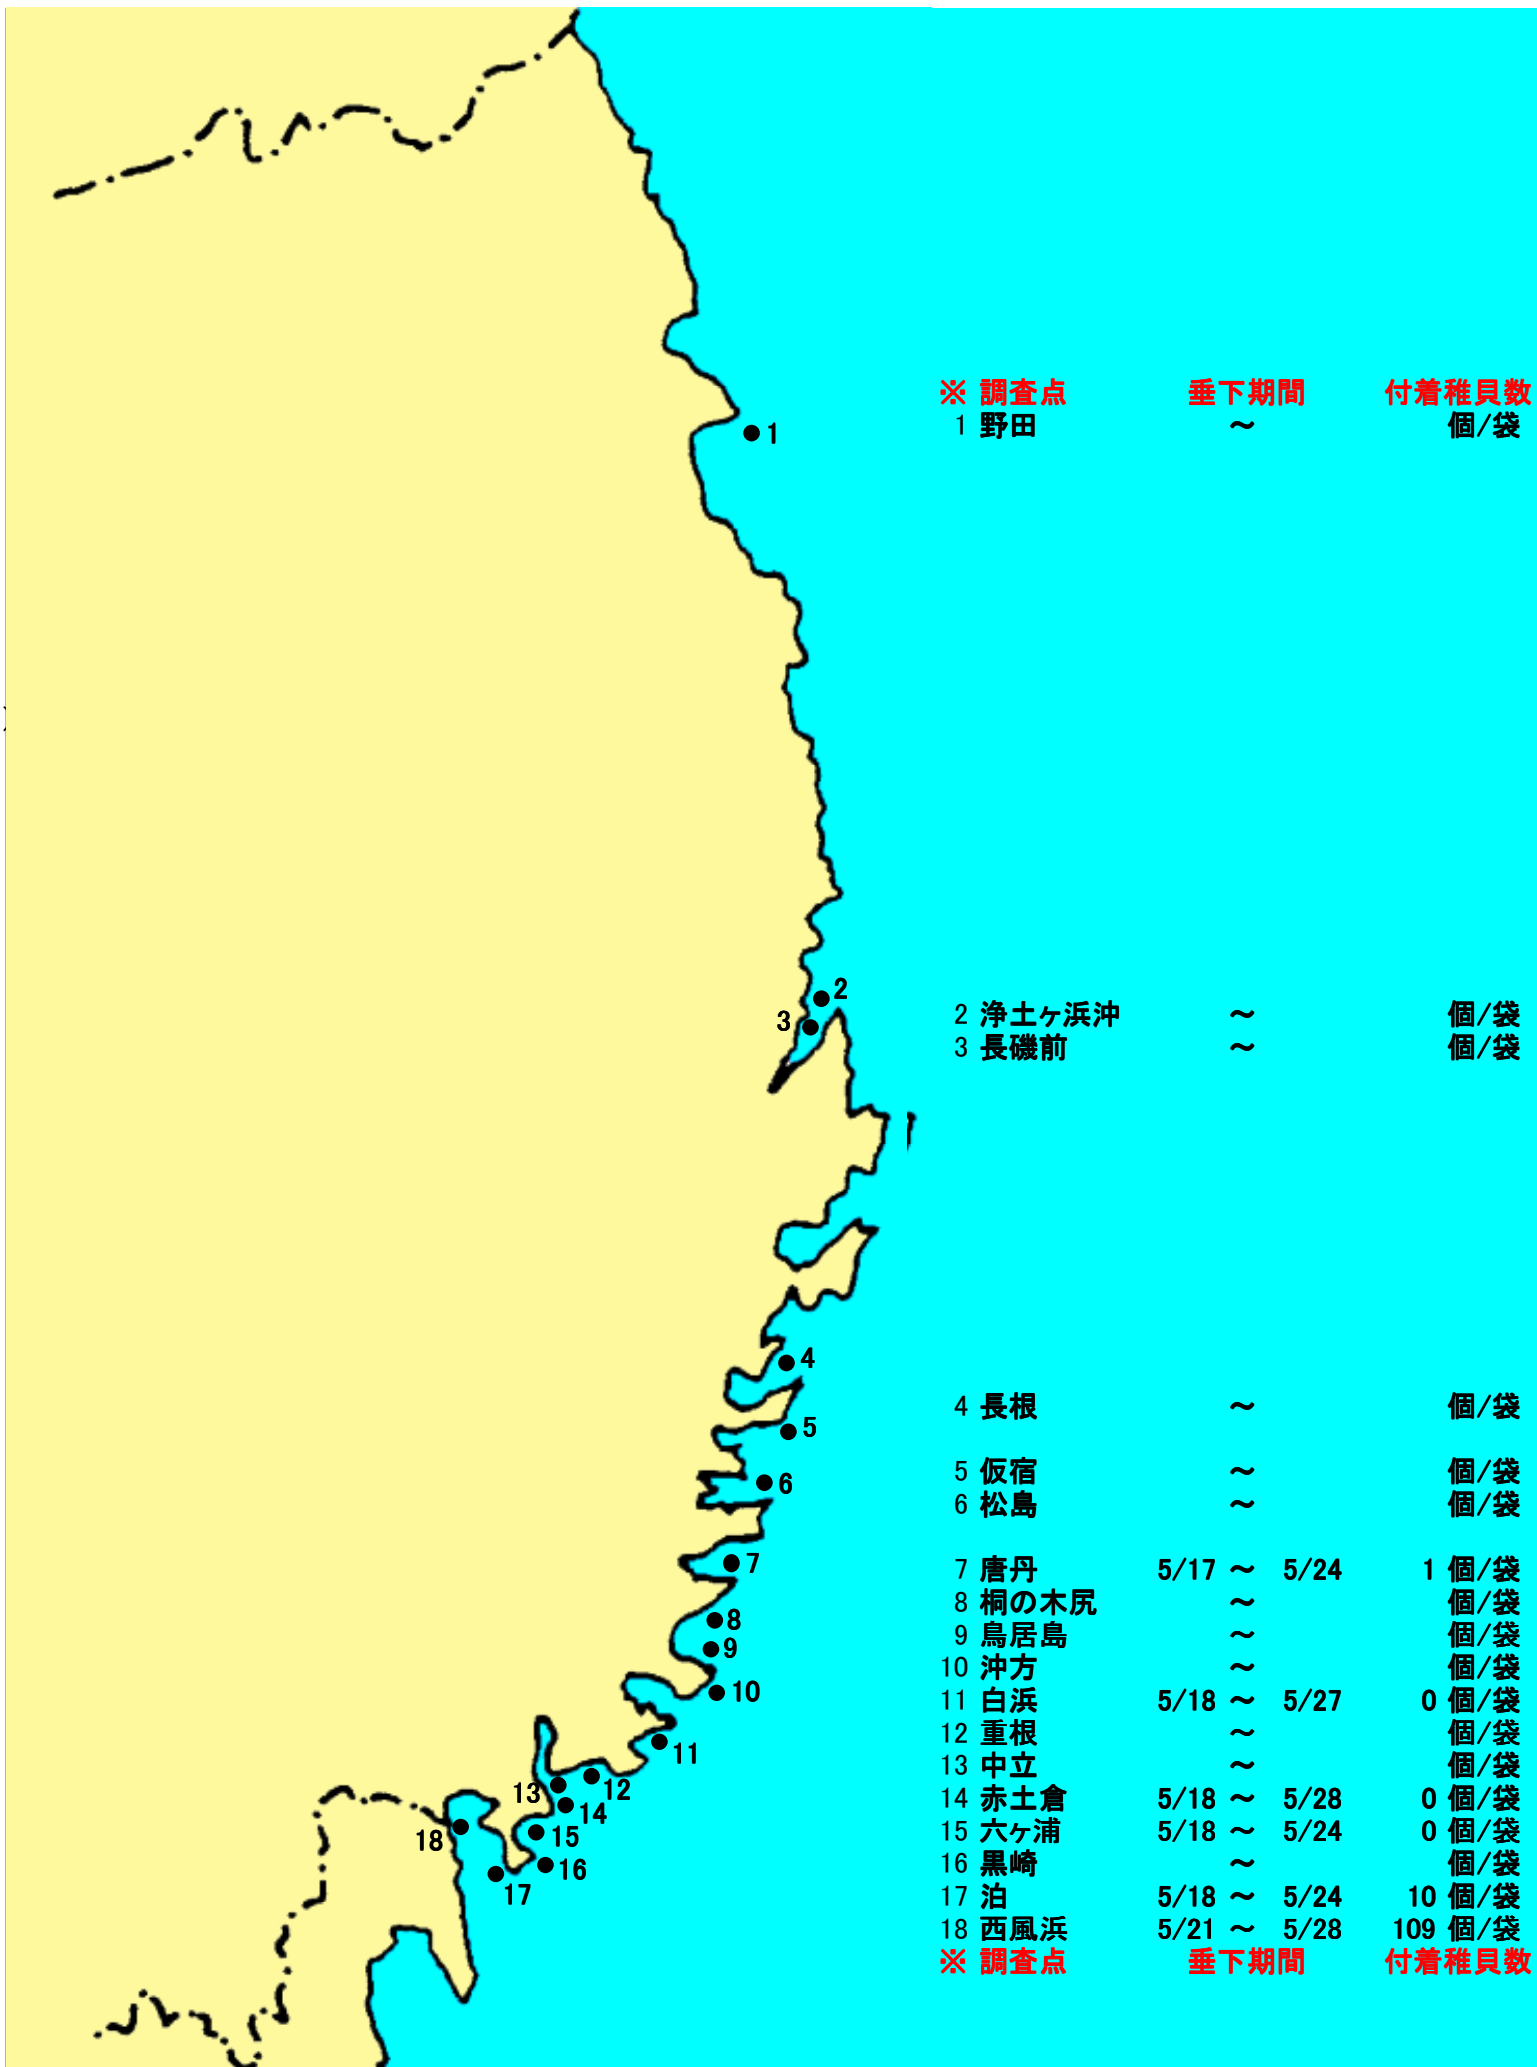 ※ 調査点 垂下期間 付着稚貝数
1 野田 ～ 個/袋
1
2
3
2 浄土ヶ浜沖 ～ 個/袋
3 長磯前 ～ 個/袋
4
4 長根 ～ 個/袋
5
5 仮宿 ～ 個/袋
6
6 松島 ～ 個/袋
7
7 唐丹 5/17 ～ 5/24 1 個/袋
8 桐の木尻 ～ 個/袋
8
9 鳥居島 ～ 個/袋
9
10 沖方 ～ 個/袋
10
11 白浜 5/18 ～ 5/27 0 個/袋
12 重根 ～ 個/袋
11
13 中立 ～ 個/袋
13
12
14 赤土倉 5/18 ～ 5/28 0 個/袋
14
15 六ヶ浦 5/18 ～ 5/24 0 個/袋
18
15
16 黒崎 ～ 個/袋
16
17 泊 5/18 ～ 5/24 10 個/袋
17
18 西風浜 5/21 ～ 5/28 109 個/袋
※ 調査点 垂下期間 付着稚貝数